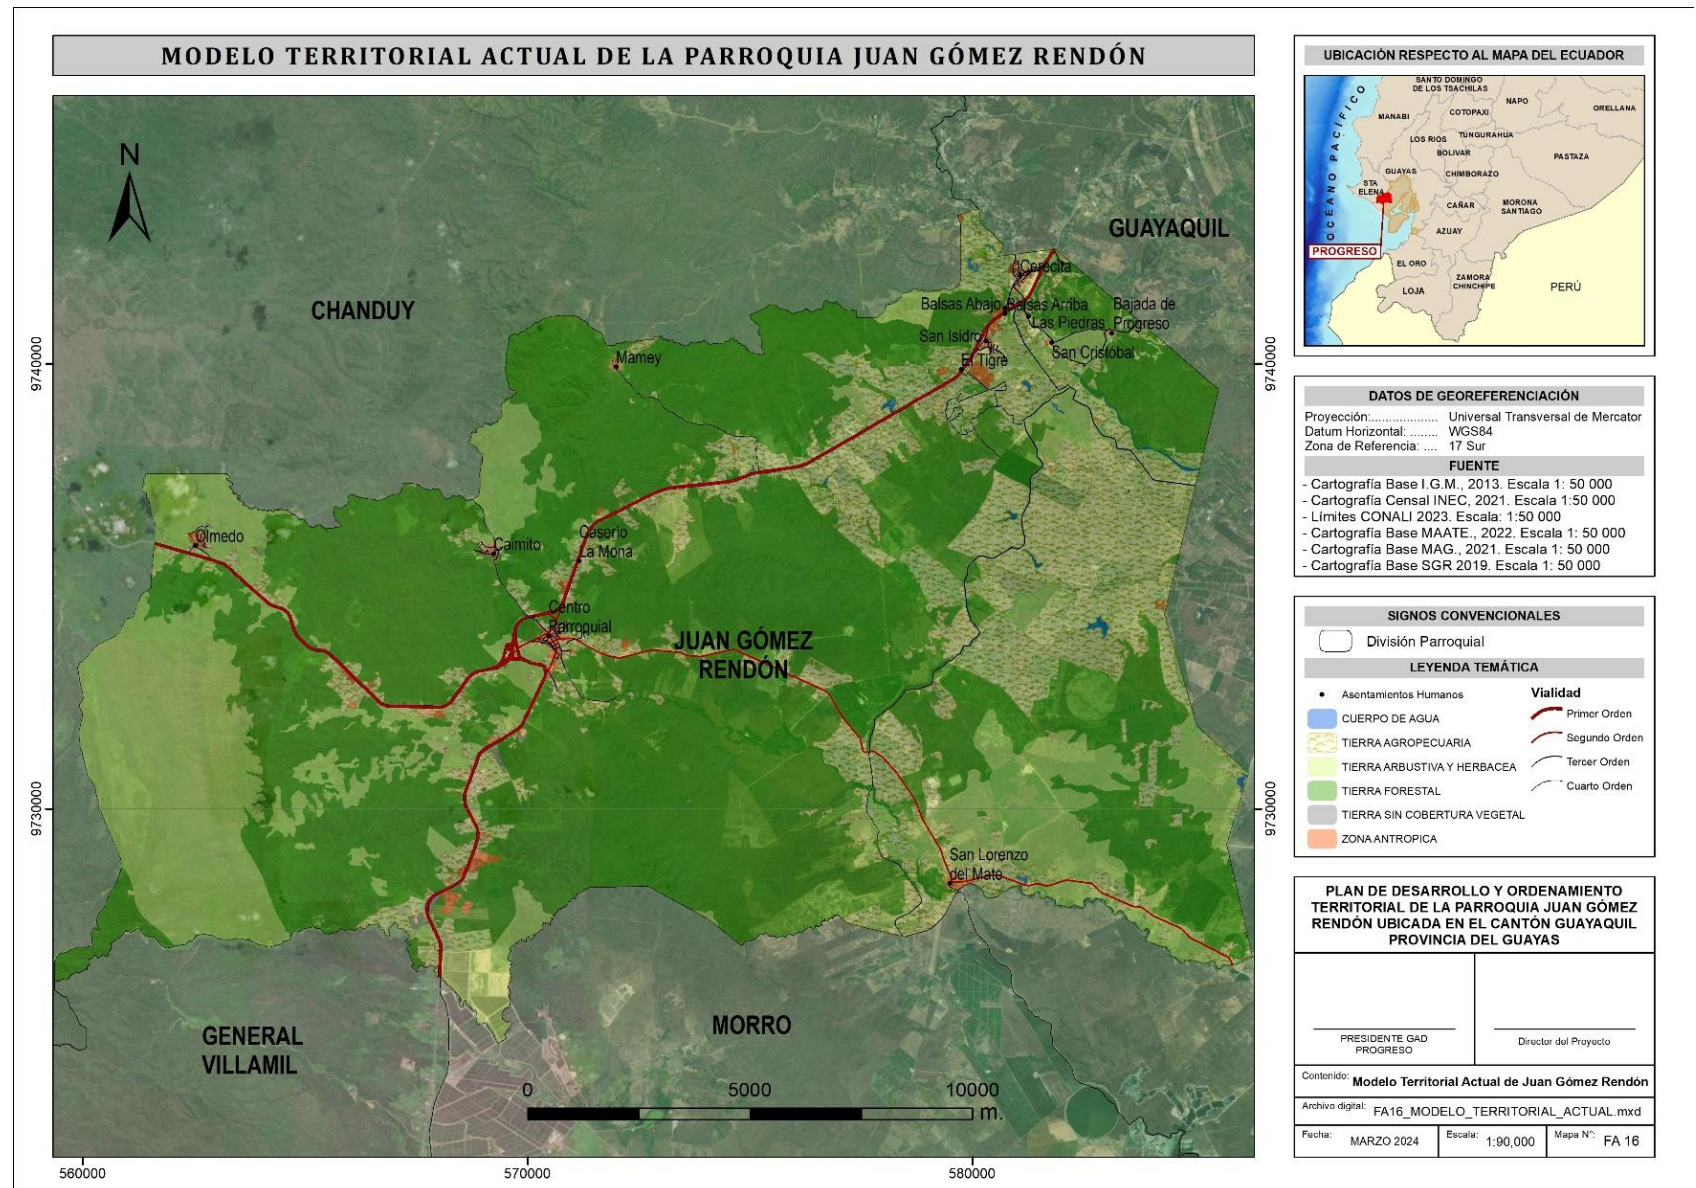 MODELO TERRITORIAL ACTUAL DE LA PARROQUIA JUAN GÓMEZ RENDÓN
N
GUAYAQUIL
CHANDUY
Cerecita
Balsas Abajo
Balsas Arriba
Bajada de
Progreso
Las Piedras
San Isidro
San Cristóbal
El Tigre
Mamey
Olmedo
Caimito
Caserio
La Mona
Centro
Parroquial
JUAN GÓMEZ
RENDÓN
San Lorenzo
del Mate
GENERAL
VILLAMIL
MORRO
0 5000 10000
m.
9740000
9730000
9740000
9730000
560000 570000 580000
UBICACIÓN RESPECTO AL MAPA DEL ECUADOR
OCEANO PACÍFICO
SANTO DOMINGO
DE LOS TSACHILAS
NAPO
ORELLANA
MANABI
COTOPAXI
TUNGURAHUA
LOS RIOS
BOLIVAR
PASTAZA
GUAYAS
CHIMBORAZO
STA
ELENA
CAÑAR
MORONA
SANTIAGO
AZUAY
PROGRESO
EL ORO
ZAMORA
CHINCHIPE
LOJA
PERÚ
DATOS DE GEOREFERENCIACIÓN
Proyección:................... Universal Transversal de Mercator
Datum Horizontal: ........ WGS84
Zona de Referencia: .... 17 Sur
FUENTE
- Cartografía Base I.G.M., 2013. Escala 1: 50 000
- Cartografía Censal INEC, 2021. Escala 1:50 000
- Límites CONALI 2023. Escala: 1:50 000
- Cartografía Base MAATE., 2022. Escala 1: 50 000
- Cartografía Base MAG., 2021. Escala 1: 50 000
- Cartografía Base SGR 2019. Escala 1: 50 000
SIGNOS CONVENCIONALES
División Parroquial
LEYENDA TEMÁTICA
Asentamientos Humanos
CUERPO DE AGUA
TIERRA AGROPECUARIA
TIERRA ARBUSTIVA Y HERBACEA
TIERRA FORESTAL
TIERRA SIN COBERTURA VEGETAL
ZONA ANTROPICA
Vialidad
Primer Orden
Segundo Orden
Tercer Orden
Cuarto Orden
PLAN DE DESARROLLO Y ORDENAMIENTO
TERRITORIAL DE LA PARROQUIA JUAN GÓMEZ
RENDÓN UBICADA EN EL CANTÓN GUAYAQUIL
PROVINCIA DEL GUAYAS
PRESIDENTE GAD
PROGRESO
Director del Proyecto
Contenido: Modelo Territorial Actual de Juan Gómez Rendón
Archivo digital: FA16_MODELO_TERRITORIAL_ACTUAL.mxd
Fecha: MARZO 2024 Escala: 1:90,000 Mapa N°: FA 16